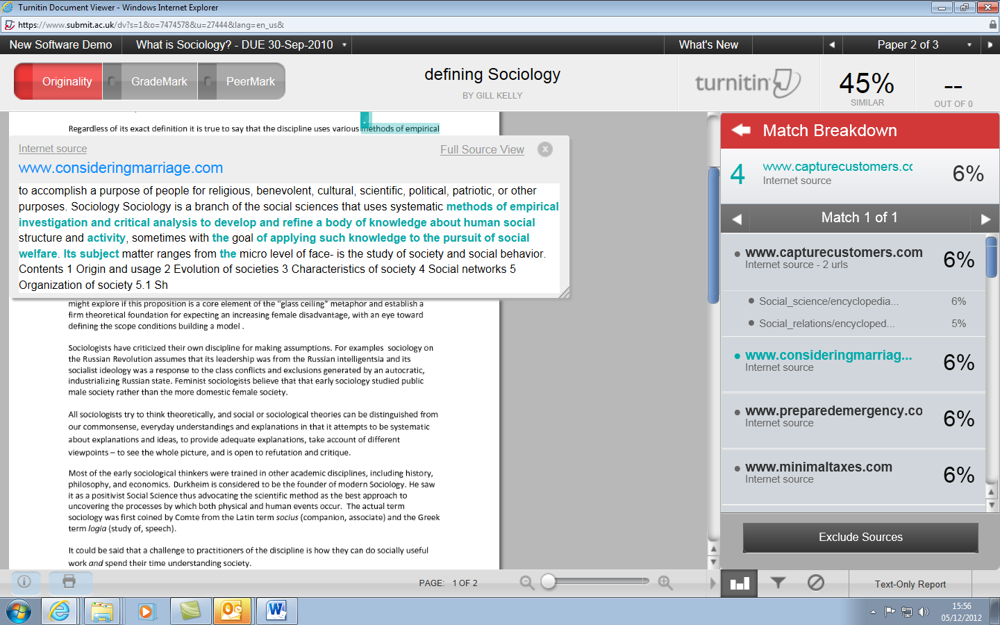 Turnitin Document Viewer - Windows Internet Explorer
https://www.submit.ac.uk/dv?s=1&o=7474578&u=27444&lang=en_us&
New Software Demo What is Sociology? - DUE 30-Sep-2010 What's New Paper 2 of 3
Originality GradeMark PeerMark
defining Sociology
BY GILL KELLY
turnitin
45%
SIMILAR
--
OUT OF 0
Regardless of its exact definition it is true to say that the discipline uses various methods of empirical
Internet source Full Source View
www.consideringmarriage.com
to accomplish a purpose of people for religious, benevolent, cultural, scientific, political, patriotic, or other
purposes. Sociology Sociology is a branch of the social sciences that uses systematic methods of empirical
investigation and critical analysis to develop and refine a body of knowledge about human social
structure and activity, sometimes with the goal of applying such knowledge to the pursuit of social
welfare. Its subject matter ranges from the micro level of face- is the study of society and social behavior.
Contents 1 Origin and usage 2 Evolution of societies 3 Characteristics of society 4 Social networks 5
Organization of society 5.1 Sh
might explore if this proposition is a core element of the "glass ceiling" metaphor and establish a
firm theoretical foundation for expecting an increasing female disadvantage, with an eye toward
defining the scope conditions building a model .
Sociologists have criticized their own discipline for making assumptions. For examples sociology on
the Russian Revolution assumes that its leadership was from the Russian intelligentsia and its
socialist ideology was a response to the class conflicts and exclusions generated by an autocratic,
industrializing Russian state. Feminist sociologists believe that that early sociology studied public
male society rather than the more domestic female society.
All sociologists try to think theoretically, and social or sociological theories can be distinguished from
our commonsense, everyday understandings and explanations in that it attempts to be systematic
about explanations and ideas, to provide adequate explanations, take account of different
viewpoints – to see the whole picture, and is open to refutation and critique.
Most of the early sociological thinkers were trained in other academic disciplines, including history,
philosophy, and economics. Durkheim is considered to be the founder of modern Sociology. He saw
it as a positivist Social Science thus advocating the scientific method as the best approach to
uncovering the processes by which both physical and human events occur. The actual term
sociology was first coined by Comte from the Latin term socius (companion, associate) and the Greek
term logia (study of, speech).
It could be said that a challenge to practitioners of the discipline is how they can do socially useful
work and spend their time understanding society.
Match Breakdown
4 www.capturecustomers.cc 6%
Internet source
Match 1 of 1
www.capturecustomers.com 6%
Internet source - 2 urls
Social_science/encyclopedia... 6%
Social_relations/encycloped... 5%
www.consideringmarriag... 6%
Internet source
www.preparedemergency.co 6%
Internet source
www.minimaltaxes.com 6%
Internet source
Exclude Sources
PAGE: 1 OF 2
Text-Only Report
15:56
05/12/2012